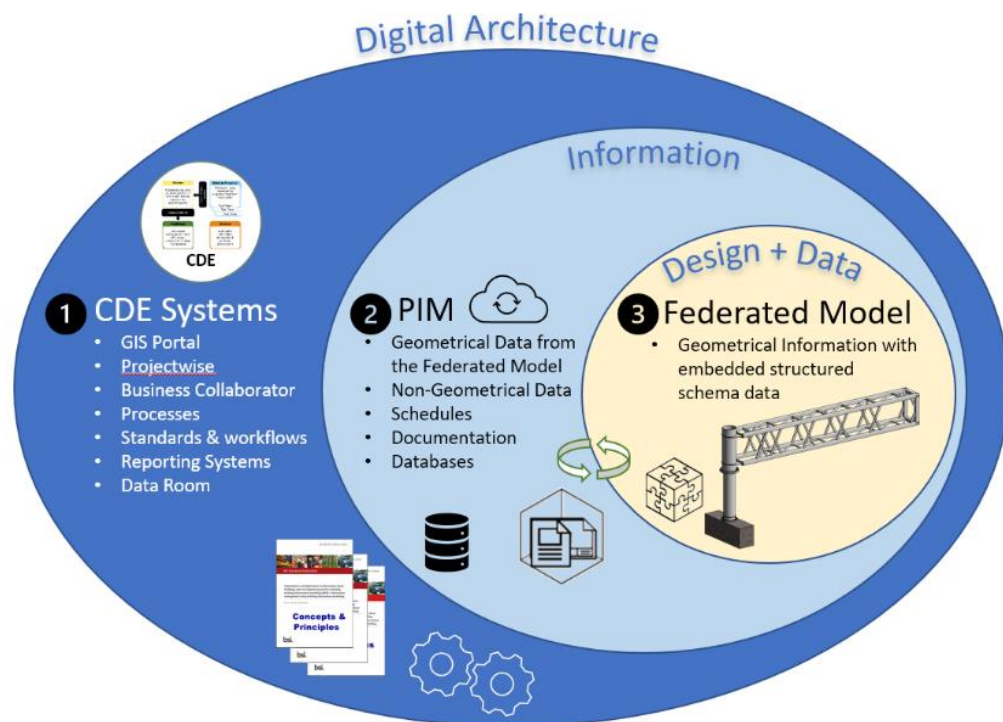 Digital Architecture
Information
Design + Data
CDE
1 CDE Systems
• GIS Portal
• Projectwise
• Business Collaborator
• Processes
• Standards & workflows
• Reporting Systems
• Data Room
2 PIM
• Geometrical Data from
the Federated Model
• Non-Geometrical Data
• Schedules
• Documentation
• Databases
3 Federated Model
• Geometrical Information with
embedded structured
schema data
Concepts &
Principles
bsi.
bsi.
bsi.